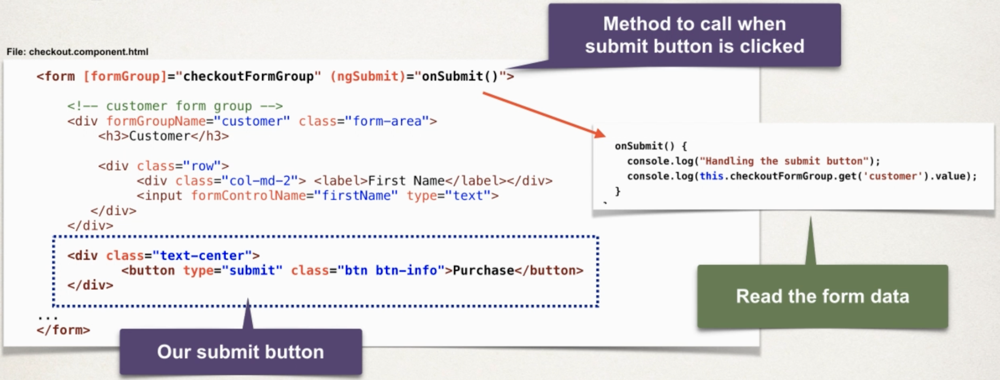 Method to call when
submit button is clicked
File: checkout.component.html
<form [formGroup]="checkoutFormGroup" (ngSubmit)="onSubmit()">
<!-- customer form group -->
<div formGroupName="customer" class="form-area">
<h3>Customer</h3>
<div class="row">
<div class="col-md-2"> <label>First Name</label></div>
<input formControlName="firstName" type="text">
</div>
</div>
<div class="text-center">
<button type="submit" class="btn btn-info">Purchase</button>
</div>
...
</form>
Our submit button
onSubmit() {
console.log("Handling the submit button");
console.log(this.checkoutFormGroup.get('customer').value);
}
Read the form data